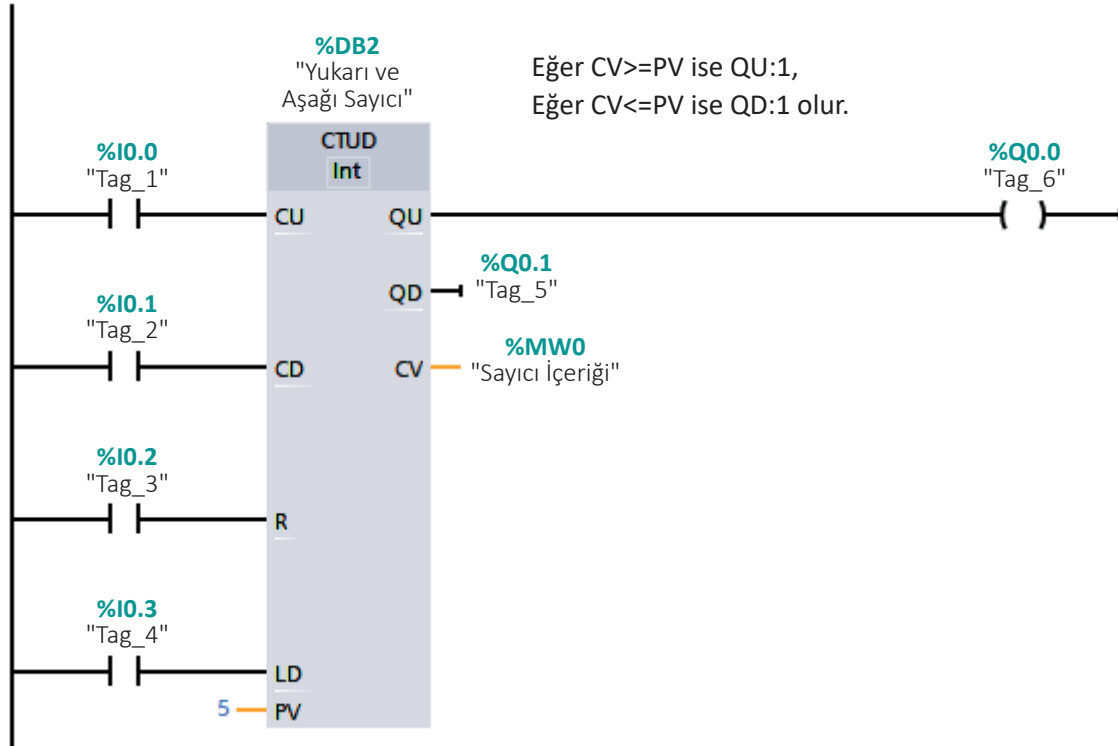 %DB2
"Yukarı ve
Aşağı Sayıcı"
Eğer CV>=PV ise QU:1,
Eğer CV<=PV ise QD:1 olur.
CTUD
Int
%I0.0
"Tag_1"
CU
QU
%Q0.0
"Tag_6"
QD
%Q0.1
"Tag_5"
%I0.1
"Tag_2"
CD
CV
%MW0
"Sayıcı İçeriği"
%I0.2
"Tag_3"
R
%I0.3
"Tag_4"
LD
5
PV